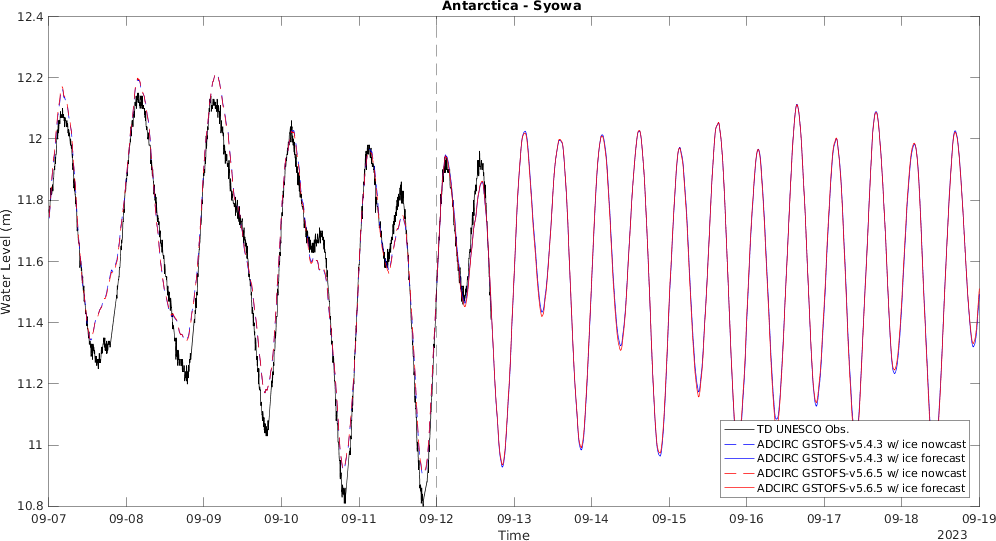 Antarctica - Syowa
12.4
12.2
12
11.8
11.6
11.4
11.2
11
10.8
Water Level (m)
09-07 09-08 09-09 09-10 09-11 09-12 09-13 09-14 09-15 09-16 09-17 09-18 09-19
Time
2023
TD UNESCO Obs.
ADCIRC GSTOFS-v5.4.3 w/ ice nowcast
ADCIRC GSTOFS-v5.4.3 w/ ice forecast
ADCIRC GSTOFS-v5.6.5 w/ ice nowcast
ADCIRC GSTOFS-v5.6.5 w/ ice forecast